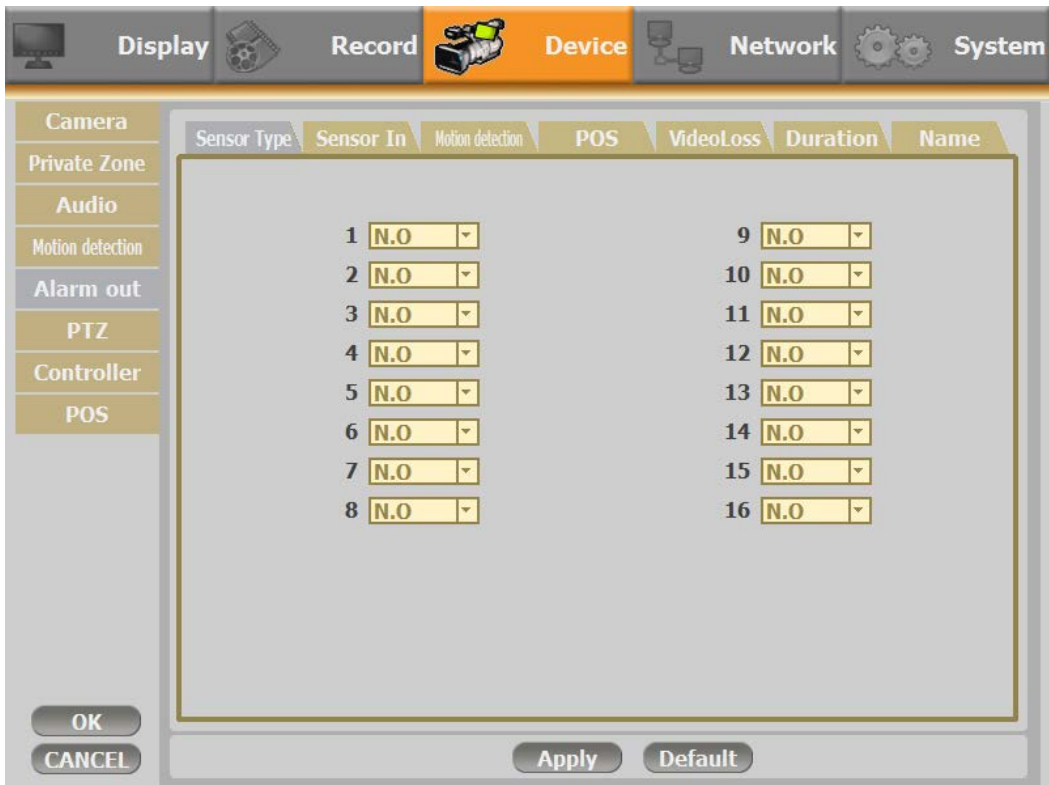 Display Record Device Network System
Camera
Private Zone
Audio
Motion detection
Alarm out
PTZ
Controller
POS
Sensor Type Sensor In Motion detection POS VideoLoss Duration Name
1 N.O 9 N.O
2 N.O 10 N.O
3 N.O 11 N.O
4 N.O 12 N.O
5 N.O 13 N.O
6 N.O 14 N.O
7 N.O 15 N.O
8 N.O 16 N.O
OK
CANCEL
Apply Default